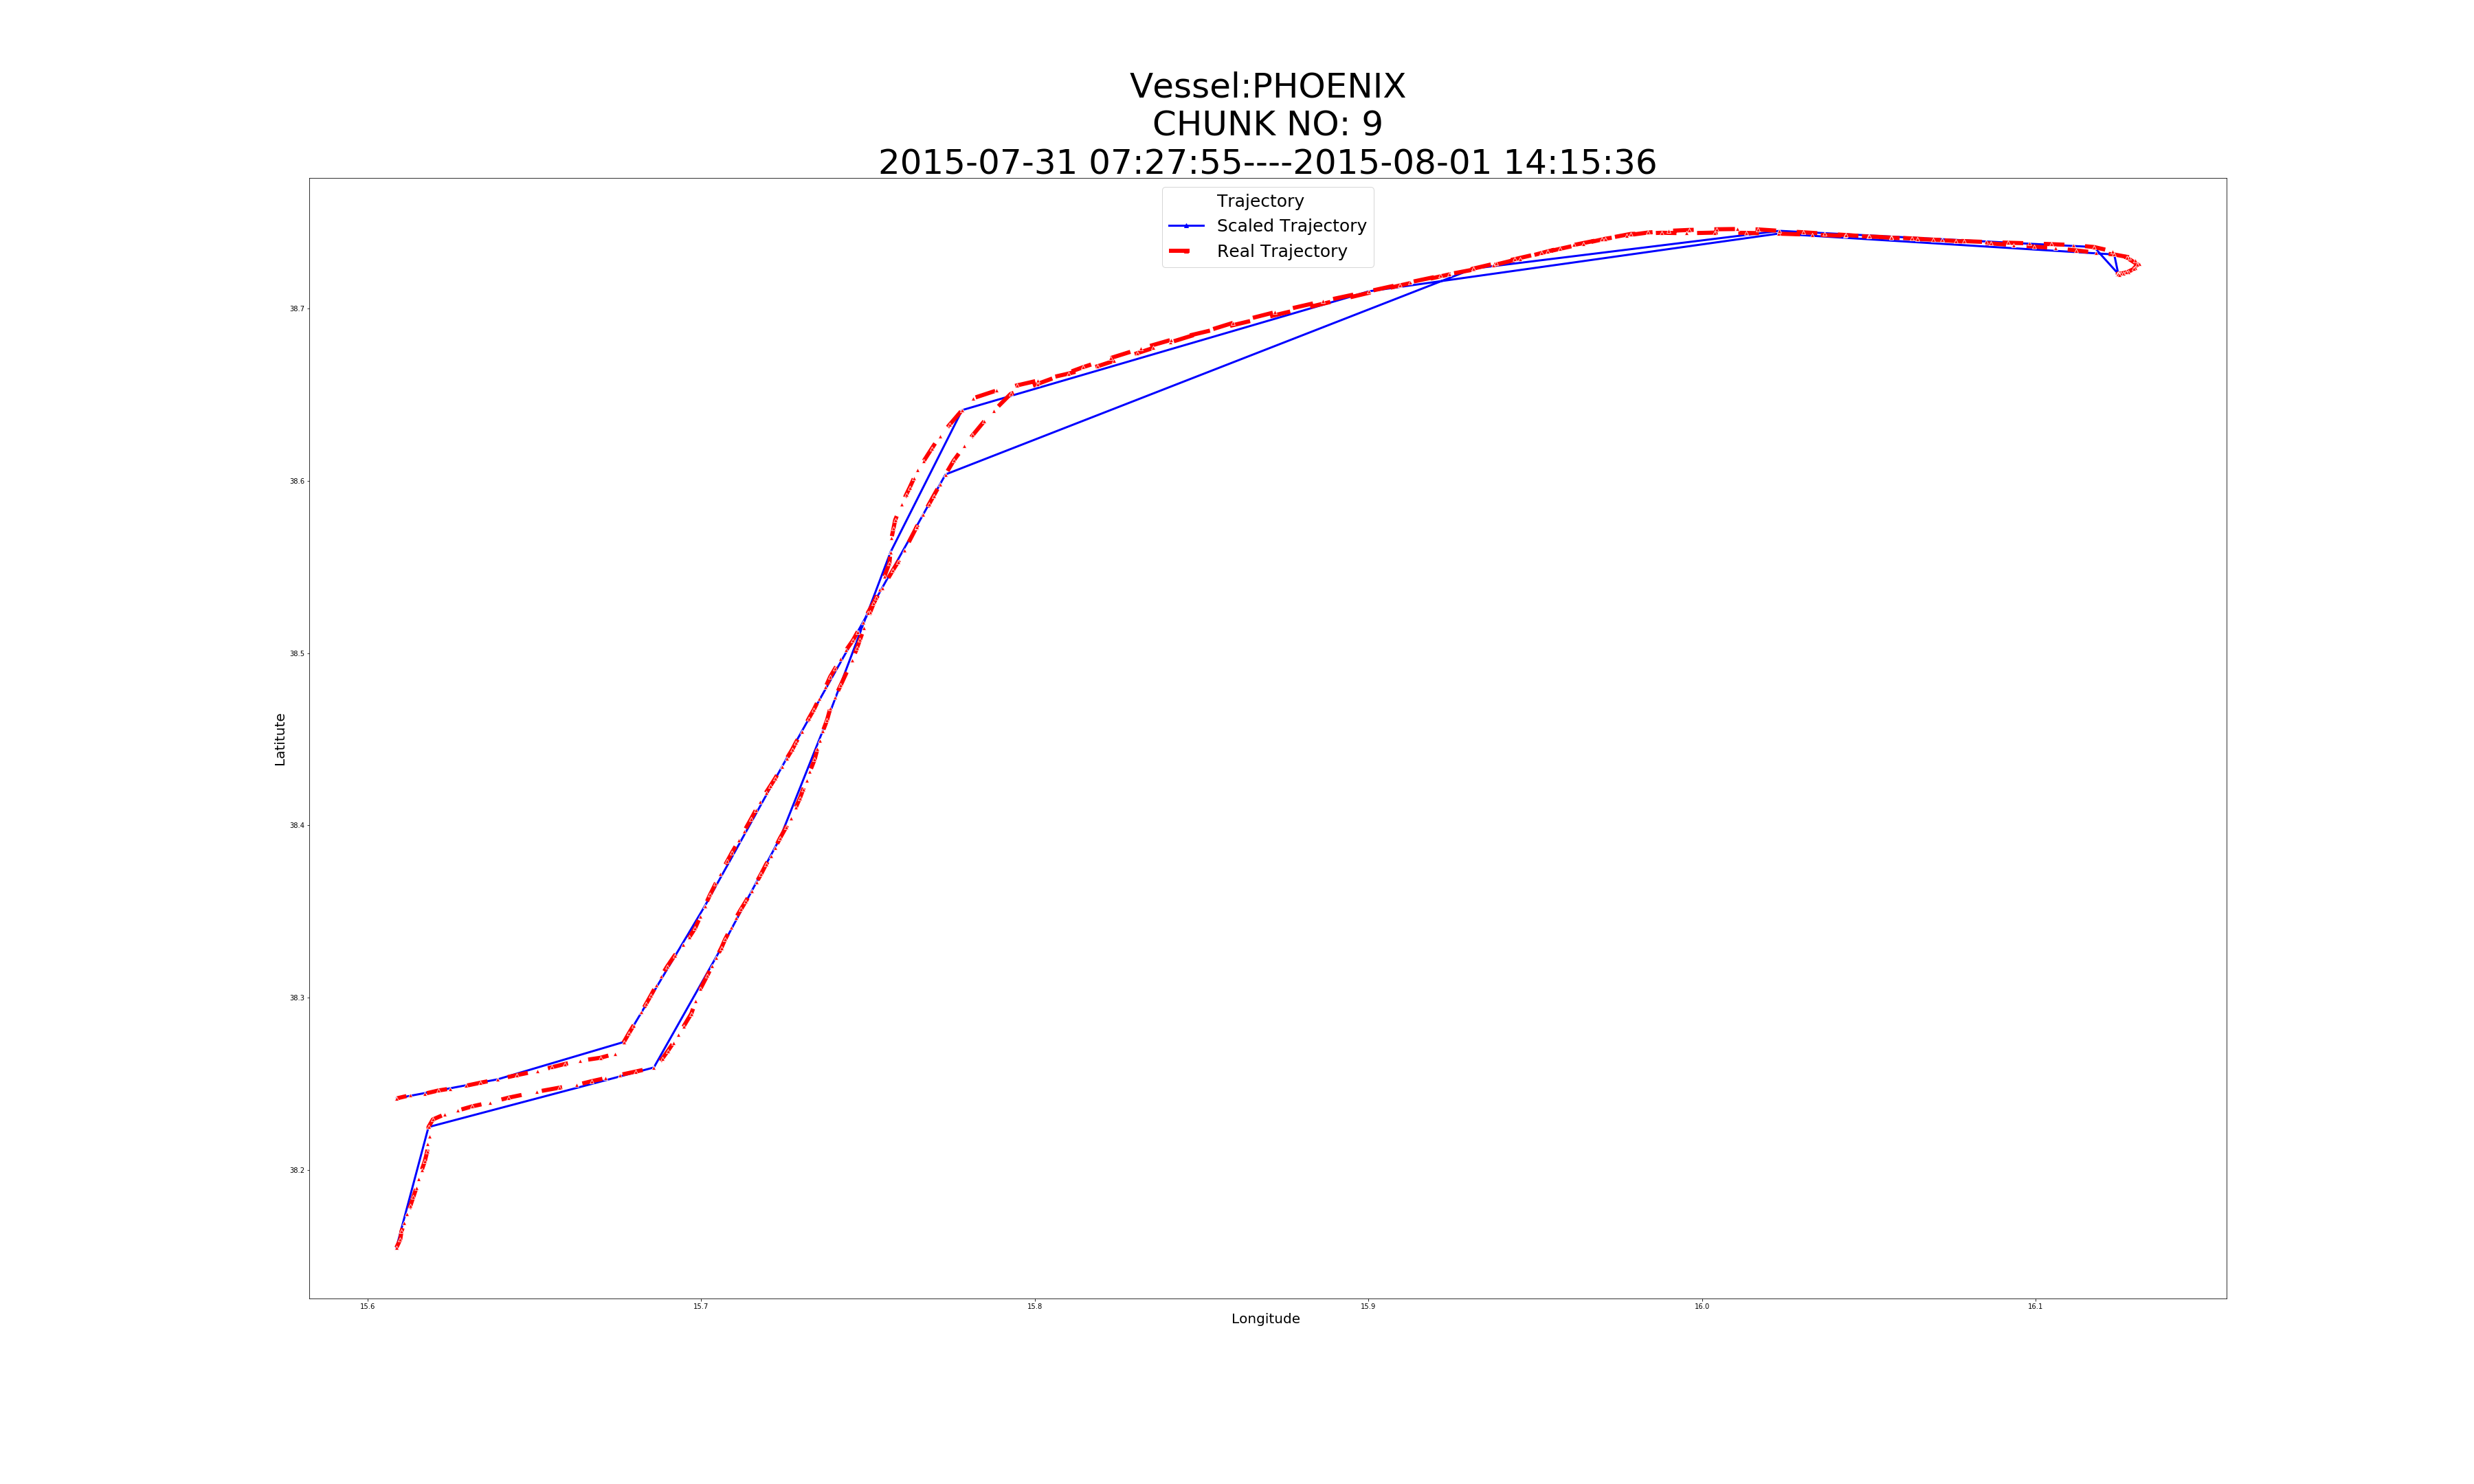 Vessel:PHOENIX
CHUNK NO: 9
2015-07-31 07:27:55----2015-08-01 14:15:36
Trajectory
Scaled Trajectory
Real Trajectory
38.7
38.6
38.5
38.4
38.3
38.2
Latitute
15.6 15.7 15.8 15.9 16.0 16.1
Longitude